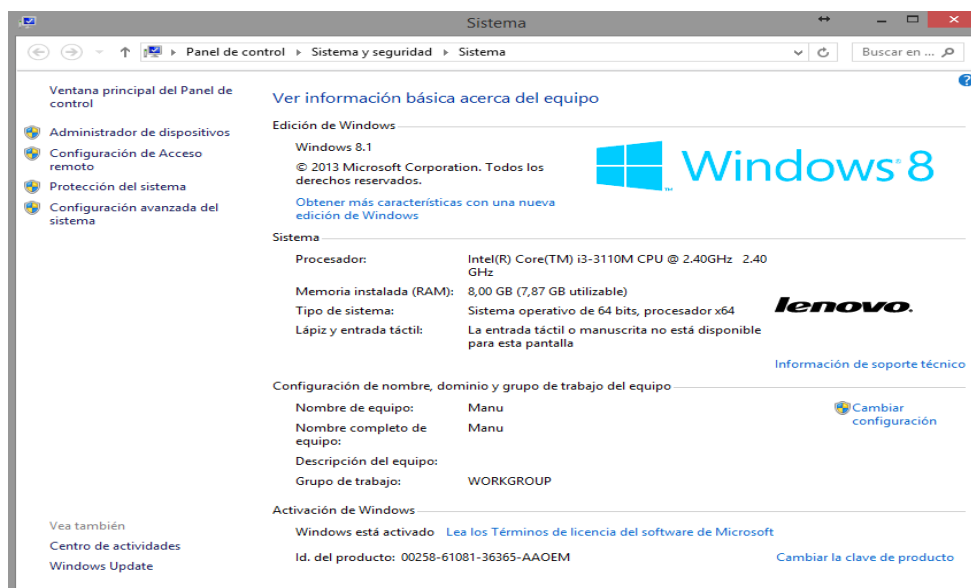 Sistema
Panel de control Sistema y seguridad Sistema
Buscar en ...
Ventana principal del Panel de
control
Administrador de dispositivos
Configuración de Acceso
remoto
Protección del sistema
Configuración avanzada del
sistema
Ver información básica acerca del equipo
Edición de Windows
Windows 8.1
© 2013 Microsoft Corporation. Todos los
derechos reservados.
Obtener más características con una nueva
edición de Windows
Windows 8
Sistema
Procesador: Intel(R) Core(TM) i3-3110M CPU @ 2.40GHz 2.40
GHz
Memoria instalada (RAM): 8,00 GB (7,87 GB utilizable)
Tipo de sistema: Sistema operativo de 64 bits, procesador x64
Lápiz y entrada táctil: La entrada táctil o manuscrita no está disponible
para esta pantalla
lenovo.
Información de soporte técnico
Configuración de nombre, dominio y grupo de trabajo del equipo
Nombre de equipo: Manu
Nombre completo de Manu
equipo:
Descripción del equipo:
Grupo de trabajo: WORKGROUP
Cambiar
configuración
Activación de Windows
Windows está activado Lea los Términos de licencia del software de Microsoft
Id. del producto: 00258-61081-36365-AAOEM
Cambiar la clave de producto
Vea también
Centro de actividades
Windows Update